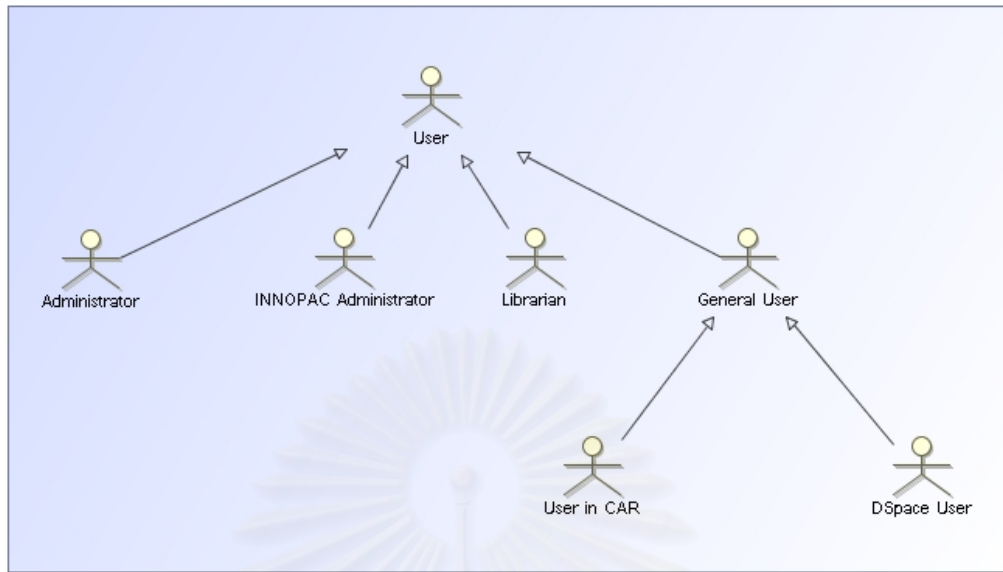 User
Administrator
INNOPAC Administrator
Librarian
General User
User in CAR
DSpace User